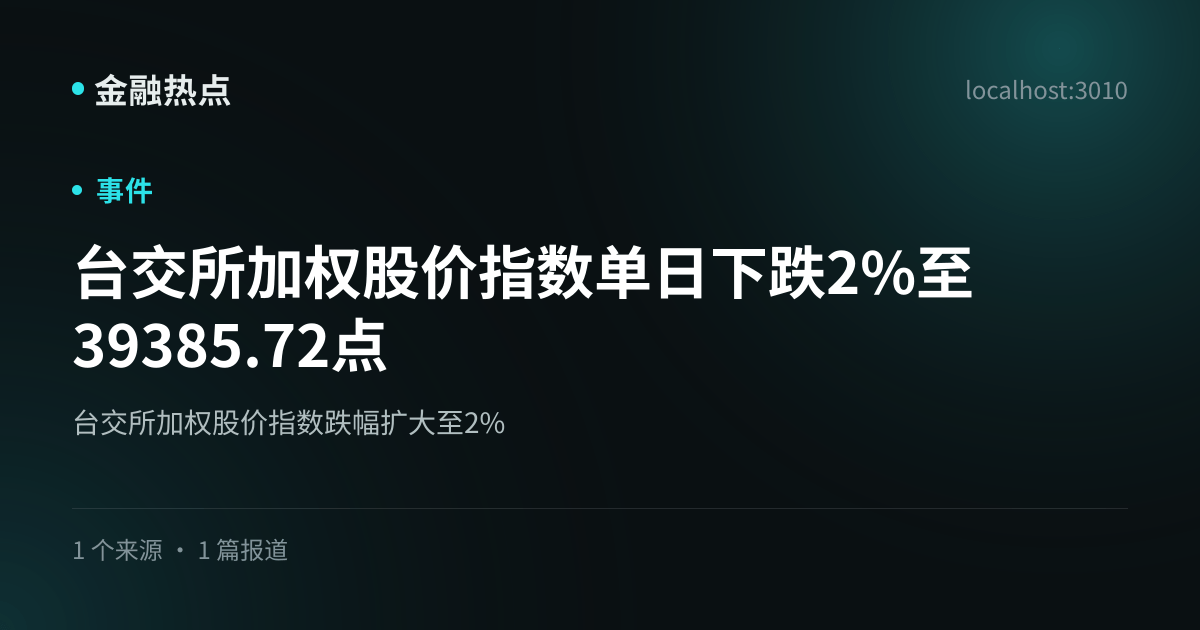 金融热点
localhost:3010
事件
台交所加权股价指数单日下跌2%至
39385.72点
台交所加权股价指数跌幅扩大至2%
1 个来源 · 1 篇报道